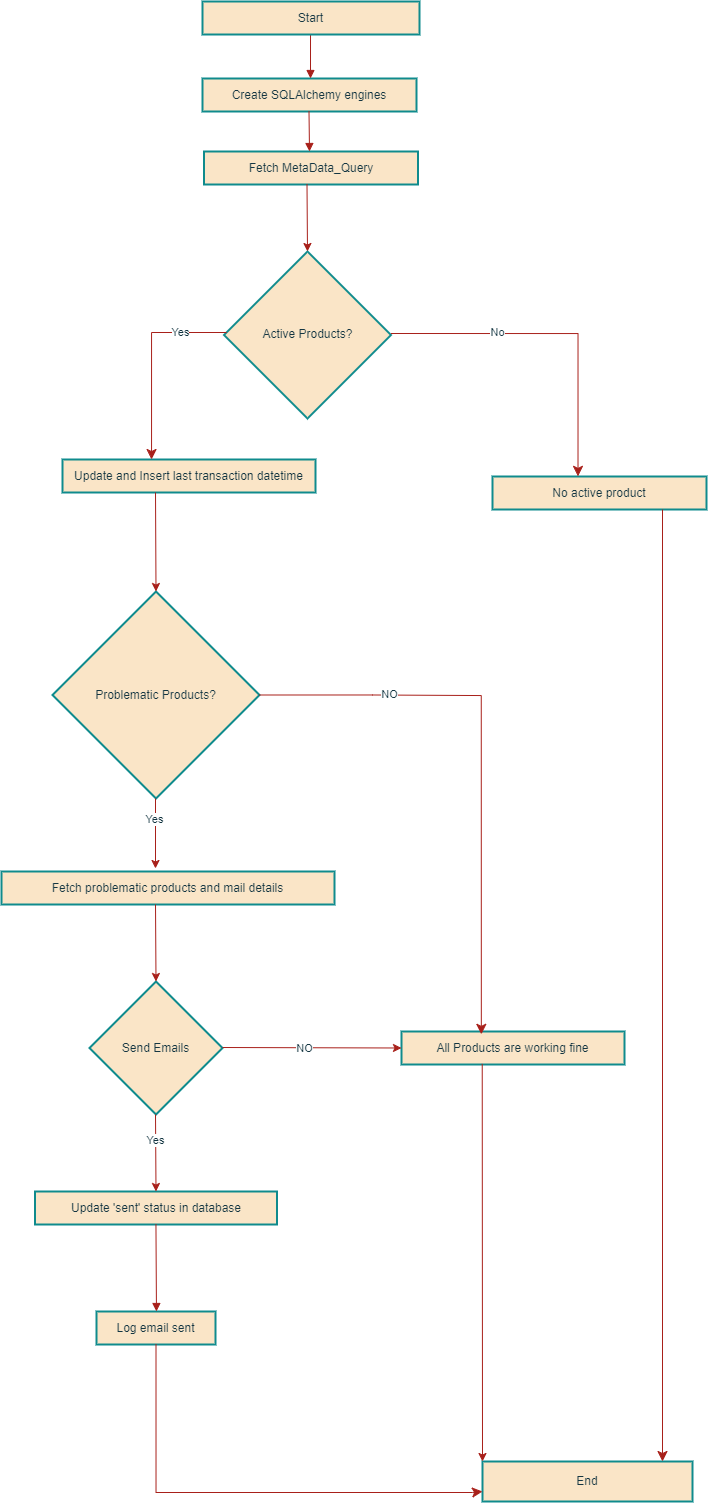 Start
Create SQLAlchemy engines
Fetch MetaData_Query
Active Products?
Yes
No
Update and Insert last transaction datetime
No active product
Problematic Products?
NO
Yes
Fetch problematic products and mail details
Send Emails
NO
All Products are working fine
Yes
Update 'sent' status in database
Log email sent
End